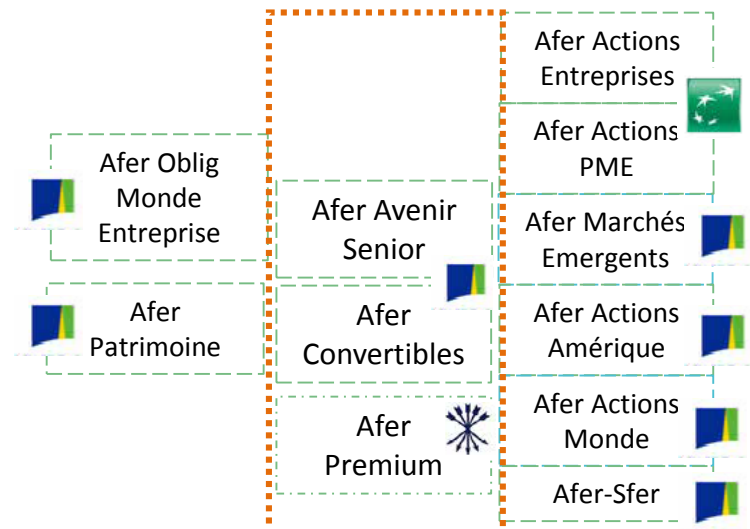 Afer Oblig
Monde
Entreprise
Afer
Patrimoine
Afer Avenir
Senior
Afer
Convertibles
Afer
Premium
Afer Actions
Entreprises
Afer Actions
PME
Afer Marchés
Emergents
Afer Actions
Amérique
Afer Actions
Monde
Afer-Sfer